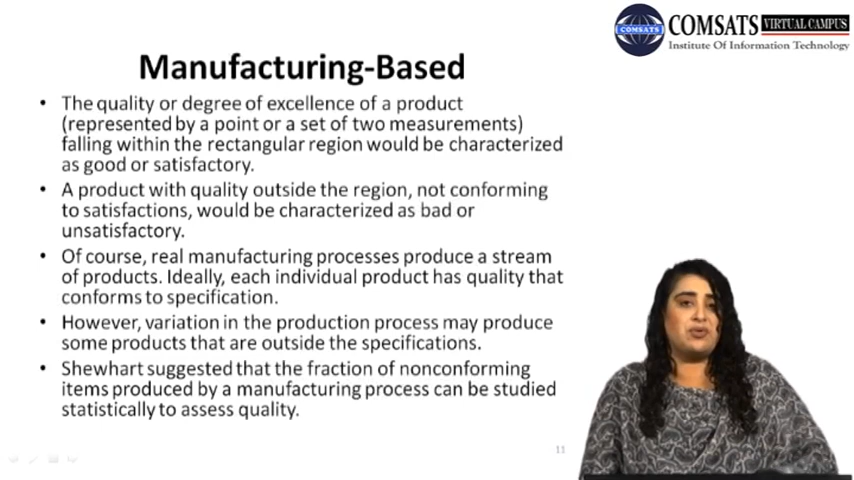 COMSATS
COMSATS VIRTUAL CAMPUS
Institute Of Information Technology
Manufacturing-Based
• The quality or degree of excellence of a product
(represented by a point or a set of two measurements)
falling within the rectangular region would be characterized
as good or satisfactory.
• A product with quality outside the region, not conforming
to satisfactions, would be characterized as bad or
unsatisfactory.
• Of course, real manufacturing processes produce a stream
of products. Ideally, each individual product has quality that
conforms to specification.
• However, variation in the production process may produce
some products that are outside the specifications.
• Shewhart suggested that the fraction of nonconforming
items produced by a manufacturing process can be studied
statistically to assess quality.
11